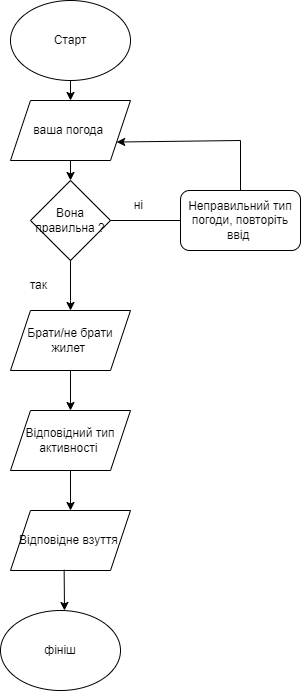 Старт
ваша погода
Вона
правильна ?
ні
Неправильний тип
погоди, повторіть
ввід
так
Брати/не брати
жилет
Відповідний тип
активності
Відповідне взуття
фініш